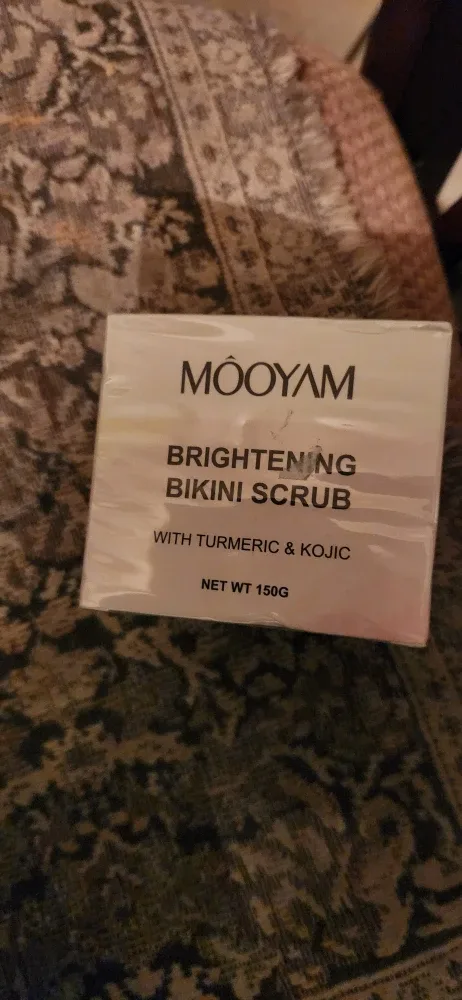 MÔOYAM
BRIGHTENING
BIKINI SCRUB
WITH TURMERIC & KOJIC
NET WT 150G